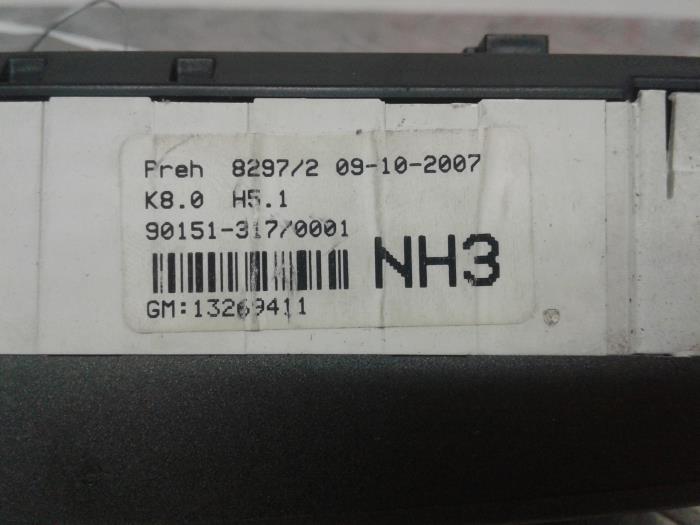 Preh 8297/2 09-10-2007
K8.0 H5.1
90151-317/0001
NH3
GM:13269411